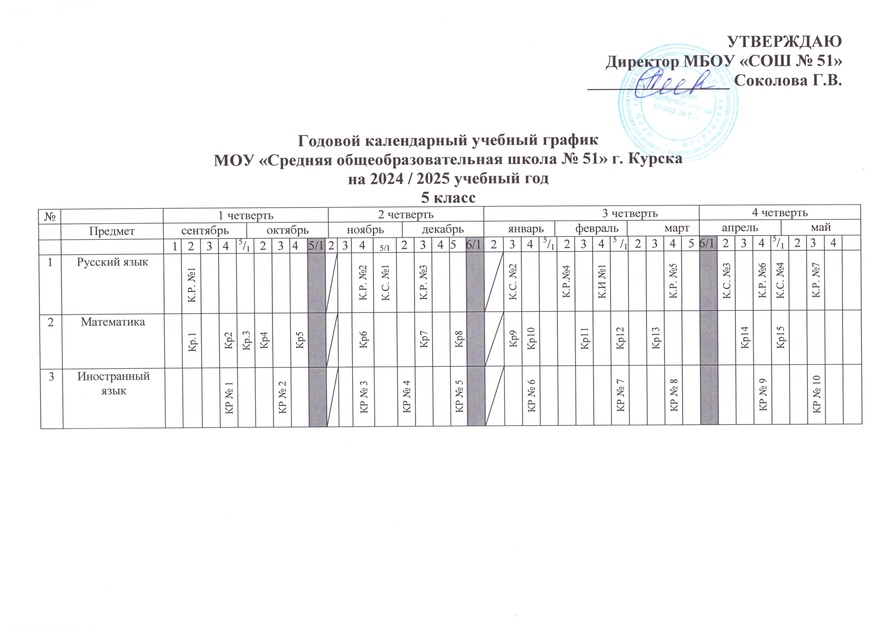 УТВЕРЖДАЮ
Директор МБОУ «СОШ № 51»
Соколова Г.В.
Годовой календарный учебный график
МОУ «Средняя общеобразовательная школа № 51» г. Курска
на 2024 / 2025 учебный год
5 класс
№ 1 четверть 2 четверть 3 четверть 4 четверть
Предмет сентябрь октябрь ноябрь декабрь январь февраль март апрель май
1 2 3 4 5/1 2 3 4 5/1 2 3 4 5/1 2 3 4 5 6/1 2 3 4 5/1 2 3 4 5/1 2 3 4 5 6/1 2 3 4 5/1 2 3 4
1 Русский язык К.Р. №1 К.Р. №2 К.С. №1 К.Р. №3 К.С. №2 К.Р.№4 К.И №1 К.Р. №5 К.С. №3 К.Р. №6 К.С. №4 К.Р. №7
2 Математика Кр.1 Кр2 Кр.3 Кр4 Кр5 Кр6 Кр7 Кр8 Кр9 Кр10 Кр11 Кр12 Кр13 Кр14 Кр15
3 Иностранный язык КР № 1 КР № 2 КР № 3 КР № 4 КР № 5 КР № 6 КР № 7 КР № 8 КР № 9 КР № 10